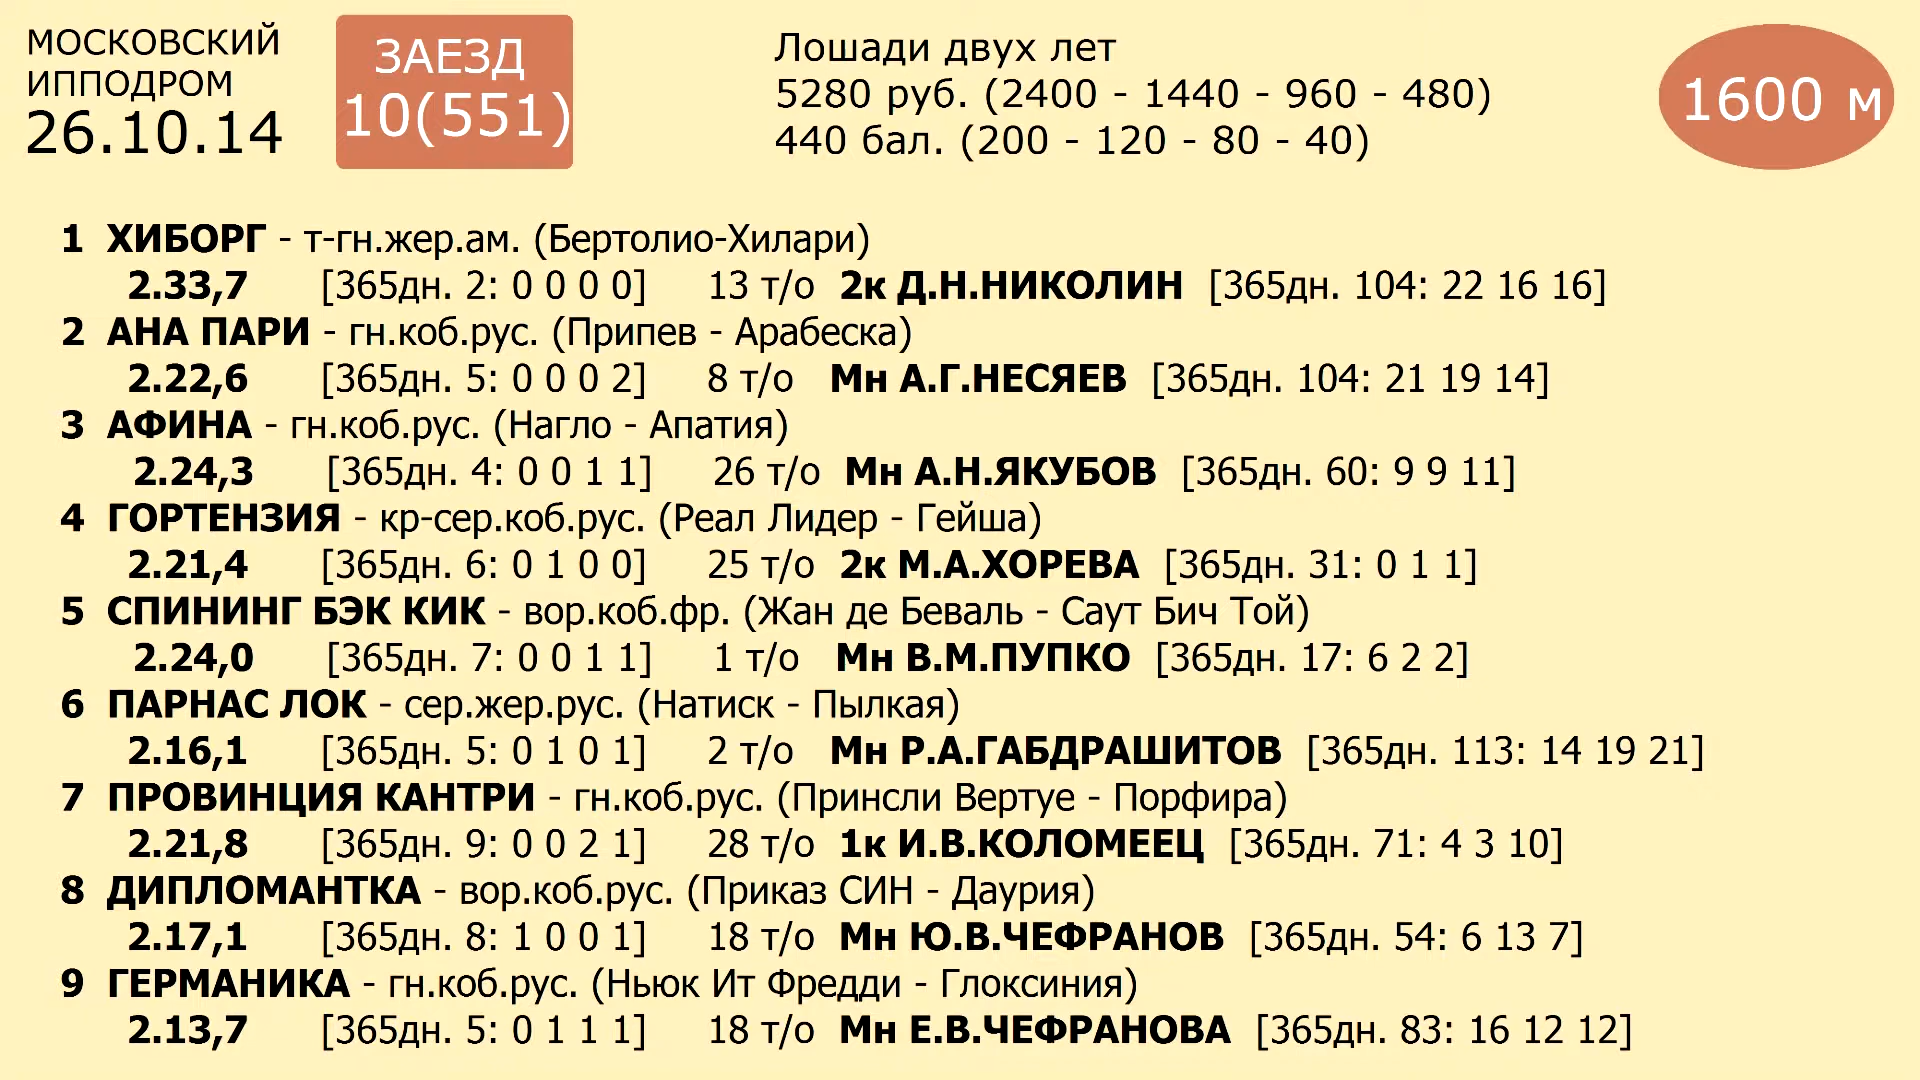 МОСКОВСКИЙ
ИППОДРОМ
26.10.14
ЗАЕЗД
10(551)
Лошади двух лет
5280 руб. (2400 - 1440 - 960 - 480)
440 бал. (200 - 120 - 80 - 40)
1600 м
1 ХИБОРГ - т-гн.жер.ам. (Бертолио-Хилари)
2.33,7 [365дн. 2: 0 0 0 0] 13 т/о 2к Д.Н.НИКОЛИН [365дн. 104: 22 16 16]
2 АНА ПАРИ - гн.коб.рус. (Припев - Арабеска)
2.22,6 [365дн. 5: 0 0 0 2] 8 т/о Мн А.Г.НЕСЯЕВ [365дн. 104: 21 19 14]
3 АФИНА - гн.коб.рус. (Нагло - Апатия)
2.24,3 [365дн. 4: 0 0 1 1] 26 т/о Мн А.Н.ЯКУБОВ [365дн. 60: 9 9 11]
4 ГОРТЕНЗИЯ - кр-сер.коб.рус. (Реал Лидер - Гейша)
2.21,4 [365дн. 6: 0 1 0 0] 25 т/о 2к М.А.ХОРЕВА [365дн. 31: 0 1 1]
5 СПИНИНГ БЭК КИК - вор.коб.фр. (Жан де Беваль - Саут Бич Той)
2.24,0 [365дн. 7: 0 0 1 1] 1 т/о Мн В.М.ПУПКО [365дн. 17: 6 2 2]
6 ПАРНАС ЛОК - сер.жер.рус. (Натиск - Пылкая)
2.16,1 [365дн. 5: 0 1 0 1] 2 т/о Мн Р.А.ГАБДРАШИТОВ [365дн. 113: 14 19 21]
7 ПРОВИНЦИЯ КАНТРИ - гн.коб.рус. (Принсли Вертуе - Порфира)
2.21,8 [365дн. 9: 0 0 2 1] 28 т/о 1к И.В.КОЛОМЕЕЦ [365дн. 71: 4 3 10]
8 ДИПЛОМАНТКА - вор.коб.рус. (Приказ СИН - Даурия)
2.17,1 [365дн. 8: 1 0 0 1] 18 т/о Мн Ю.В.ЧЕФРАНОВ [365дн. 54: 6 13 7]
9 ГЕРМАНИКА - гн.коб.рус. (Ньюк Ит Фредди - Глоксиния)
2.13,7 [365дн. 5: 0 1 1 1] 18 т/о Мн Е.В.ЧЕФРАНОВА [365дн. 83: 16 12 12]